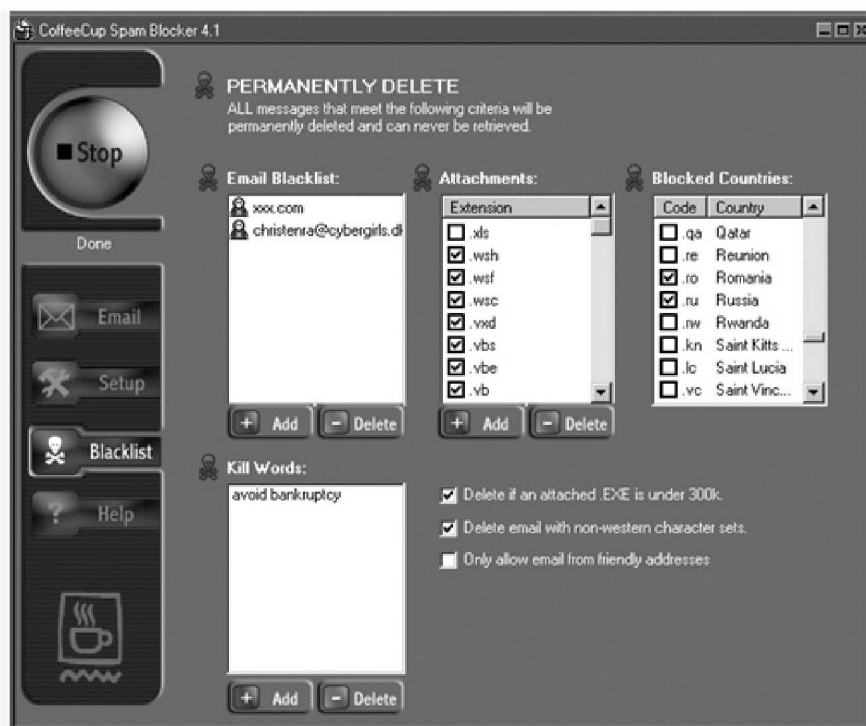 CoffeeCup Spam Blocker 4.1
Stop
Done
Email
Setup
Blacklist
Help
PERMANENTLY DELETE
ALL messages that meet the following criteria will be
permanently deleted and can never be retrieved.
Email Blacklist:
xxx.com
christenra@cybergirls.dk
+ Add
- Delete
Attachments:
Extension
.xls
.wsh
.wsf
.wsc
.vxd
.vbs
.vbe
.vb
+ Add
- Delete
Blocked Countries:
Code Country
.qa Qatar
.re Reunion
.ro Romania
.ru Russia
.rw Rwanda
.kn Saint Kitts ...
.lc Saint Lucia
.vc Saint Vinc...
Kill Words:
avoid bankruptcy
+ Add
- Delete
Delete if an attached .EXE is under 300k.
Delete email with non-western character sets.
Only allow email from friendly addresses